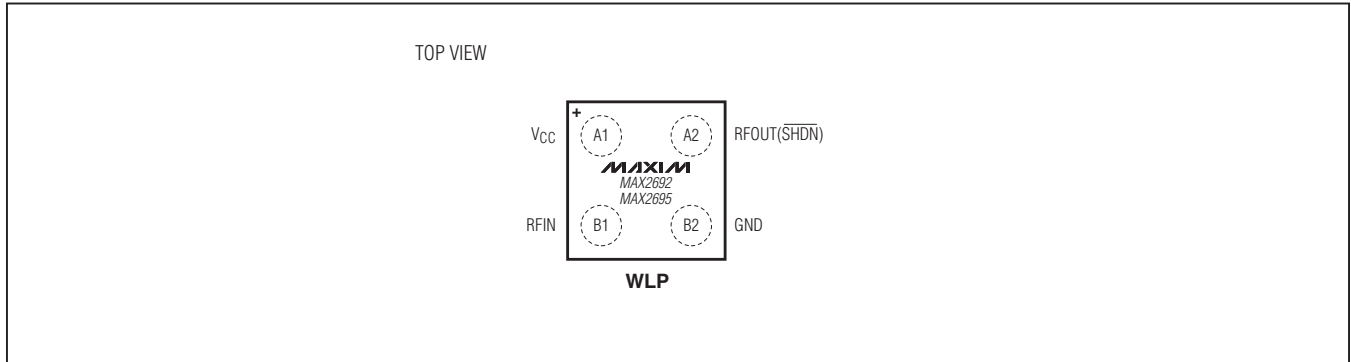 TOP VIEW
+
VCC A1 A2 RFOUT(SHDN)
MAXIM
MAX2692
MAX2695
RFIN B1 B2 GND
WLP